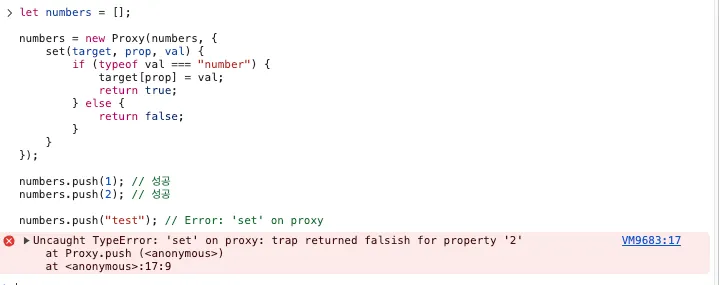 let numbers = [];
numbers = new Proxy(numbers, {
set(target, prop, val) {
if (typeof val === "number") {
target[prop] = val;
return true;
} else {
return false;
}
}
});
numbers.push(1); // 성공
numbers.push(2); // 성공
numbers.push("test"); // Error: 'set' on proxy
Uncaught TypeError: 'set' on proxy: trap returned falsish for property '2' VM9683:17
at Proxy.push (<anonymous>)
at <anonymous>:17:9